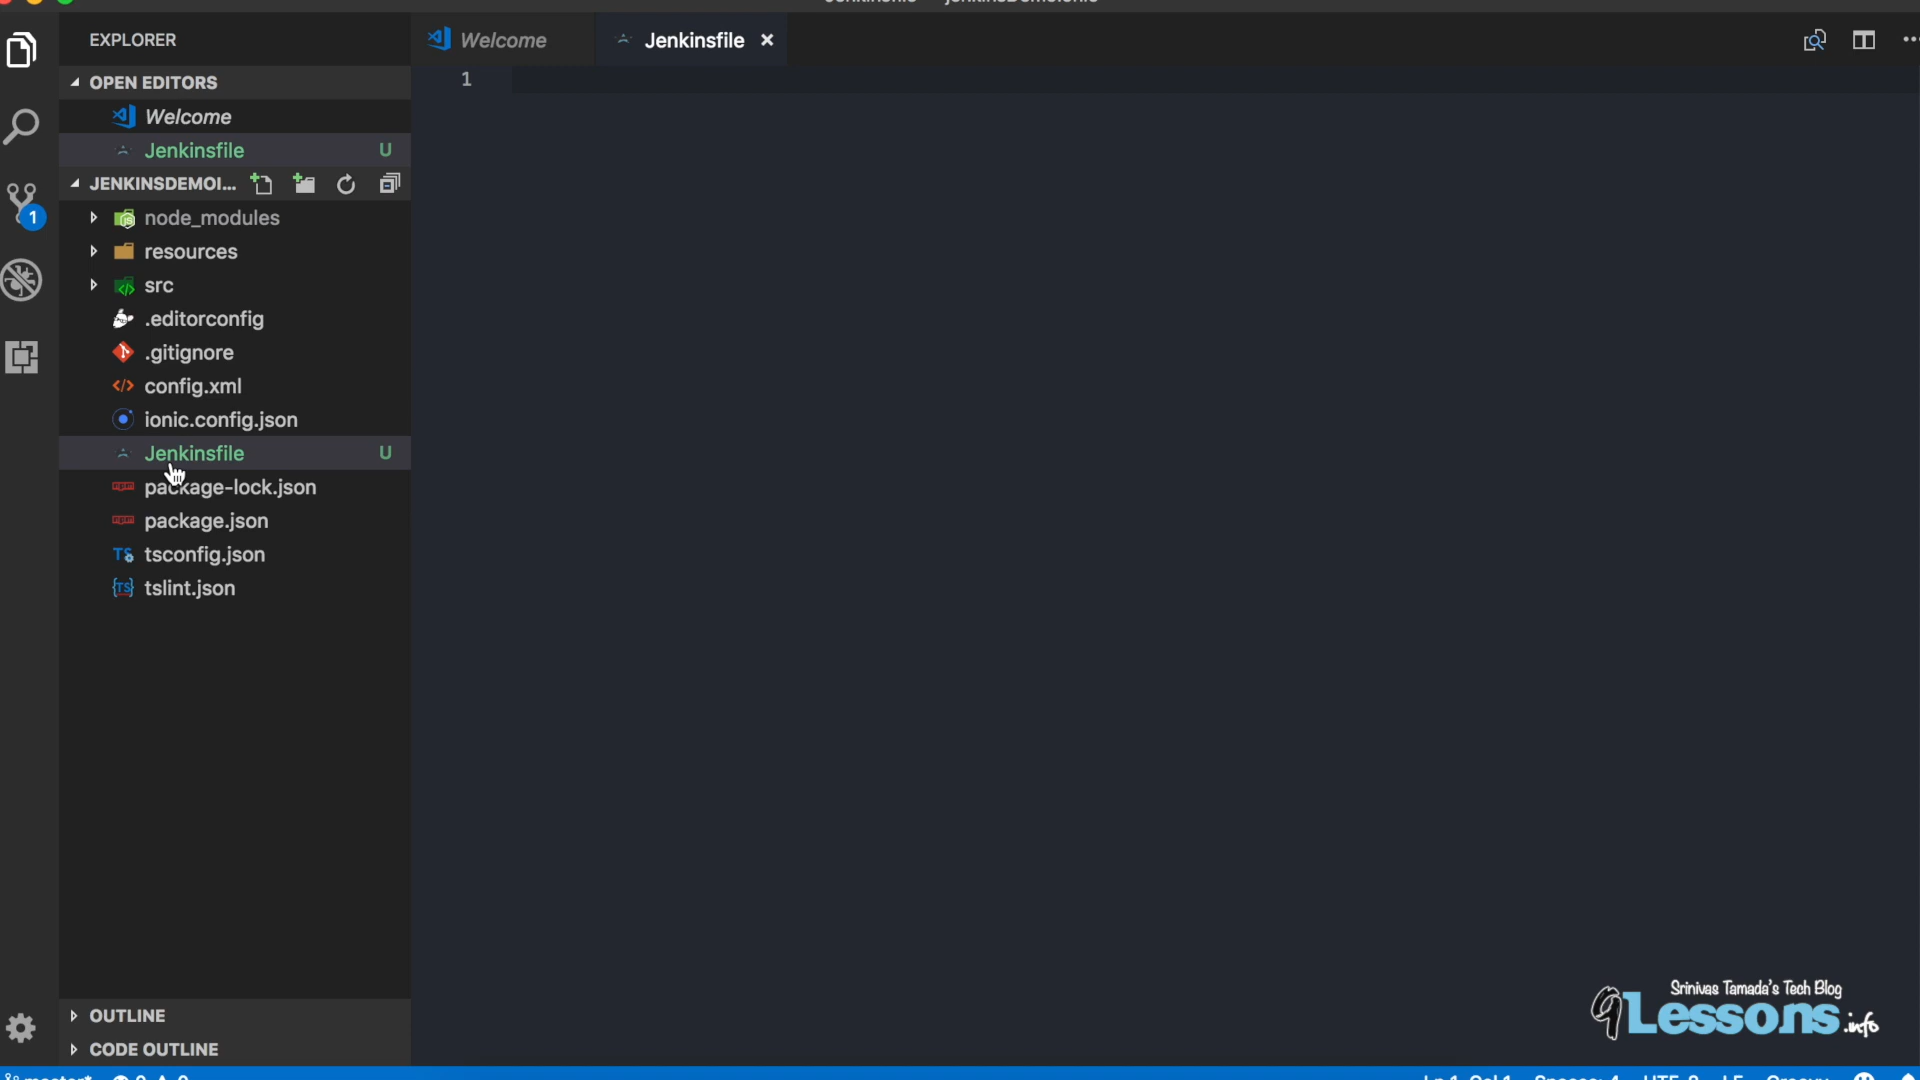 EXPLORER
Welcome
Jenkinsfile
OPEN EDITORS
Welcome
Jenkinsfile U
JENKINSDEMOI...
1
node_modules
resources
src
.editorconfig
.gitignore
config.xml
ionic.config.json
Jenkinsfile U
package-lock.json
package.json
tsconfig.json
tslint.json
OUTLINE
CODE OUTLINE
1
Srinivas Tamada's Tech Blog
9Lessons.info